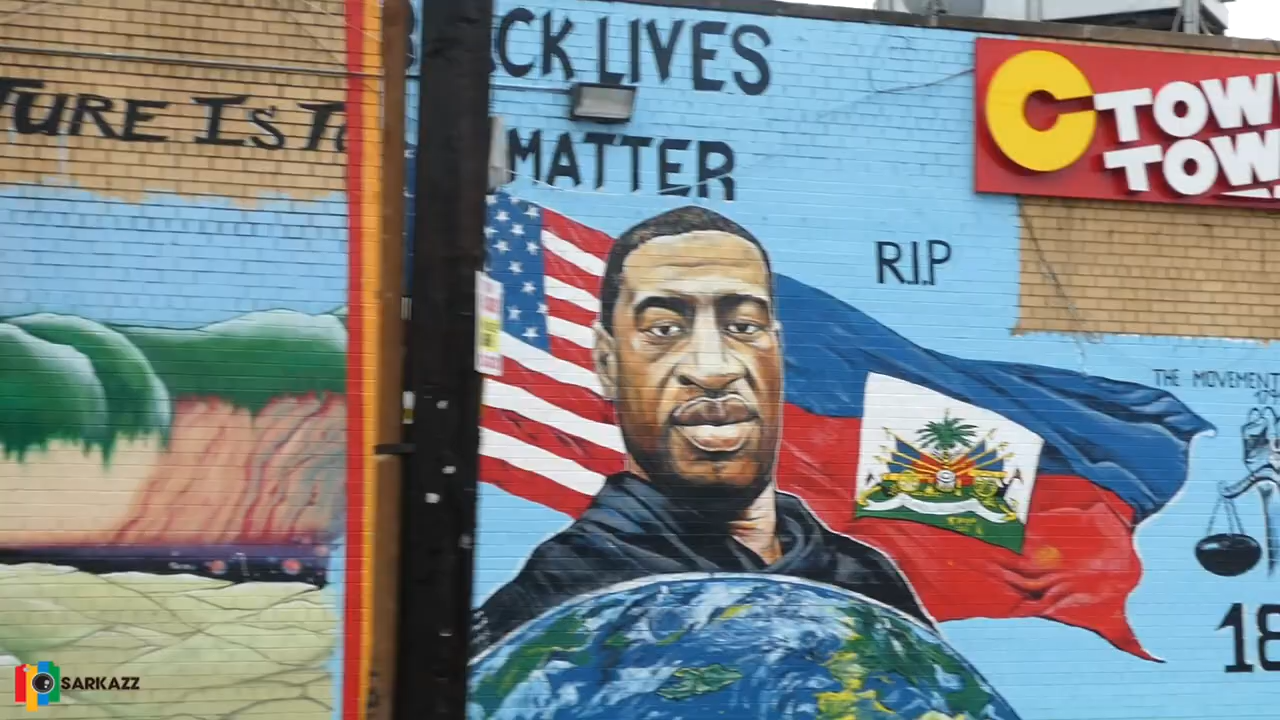 CK LIVES
MATTER
TURE IS
C TOWN
TOWN
R.I.P
THE MOVEMENT
18
SARKAZZ